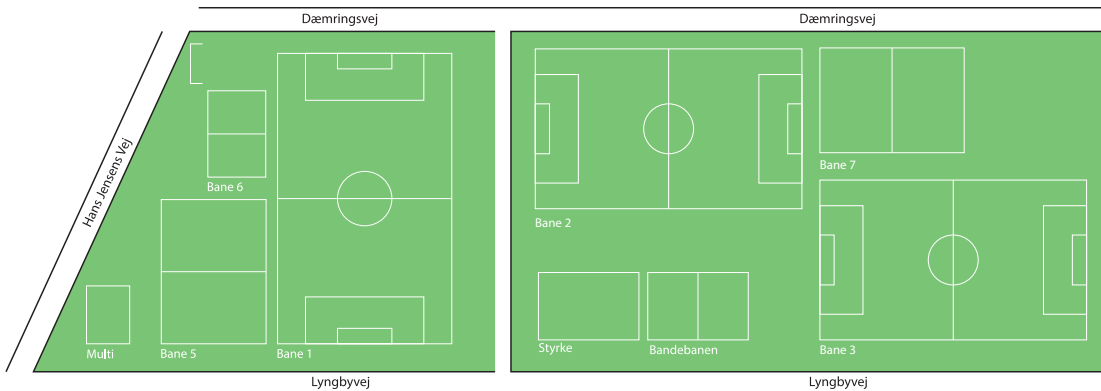 Dæmringsvej
Dæmringsvej
Hans Jensens Vej
Bane 6
Bane 7
Bane 2
Multi
Bane 5
Bane 1
Styrke
Bandebanen
Bane 3
Lyngbyvej
Lyngbyvej